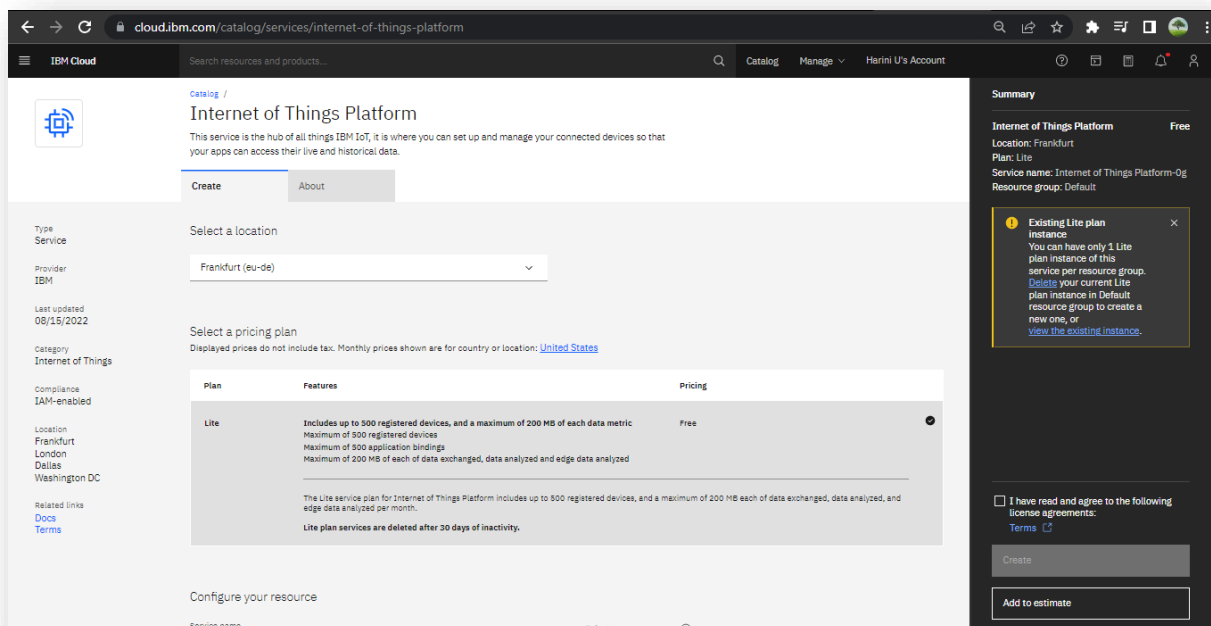 cloud.ibm.com/catalog/services/internet-of-things-platform
IBM Cloud
Search resources and products...
Catalog
Manage
Harini U's Account
Catalog /
Internet of Things Platform
This service is the hub of all things IBM IoT, it is where you can set up and manage your connected devices so that
your apps can access their live and historical data.
Create
About
Type
Service
Provider
IBM
Last updated
08/15/2022
Category
Internet of Things
Compliance
IAM-enabled
Location
Frankfurt
London
Dallas
Washington DC
Related links
Docs
Terms
Select a location
Frankfurt (eu-de)
Select a pricing plan
Displayed prices do not include tax. Monthly prices shown are for country or location: United States
Plan Features Pricing
Lite Includes up to 500 registered devices, and a maximum of 200 MB of each data metric Free
Maximum of 500 registered devices
Maximum of 500 application bindings
Maximum of 200 MB of each of data exchanged, data analyzed and edge data analyzed
The Lite service plan for Internet of Things Platform includes up to 500 registered devices, and a maximum of 200 MB each of data exchanged, data analyzed, and
edge data analyzed per month.
Lite plan services are deleted after 30 days of inactivity.
Configure your resource
Service name
Summary
Internet of Things Platform Free
Location: Frankfurt
Plan: Lite
Service name: Internet of Things Platform-0g
Resource group: Default
Existing Lite plan
instance
You can have only 1 Lite
plan instance of this
service per resource group.
Delete your current Lite
plan instance in Default
resource group to create a
new one, or
view the existing instance.
I have read and agree to the following
license agreements:
Terms
Create
Add to estimate